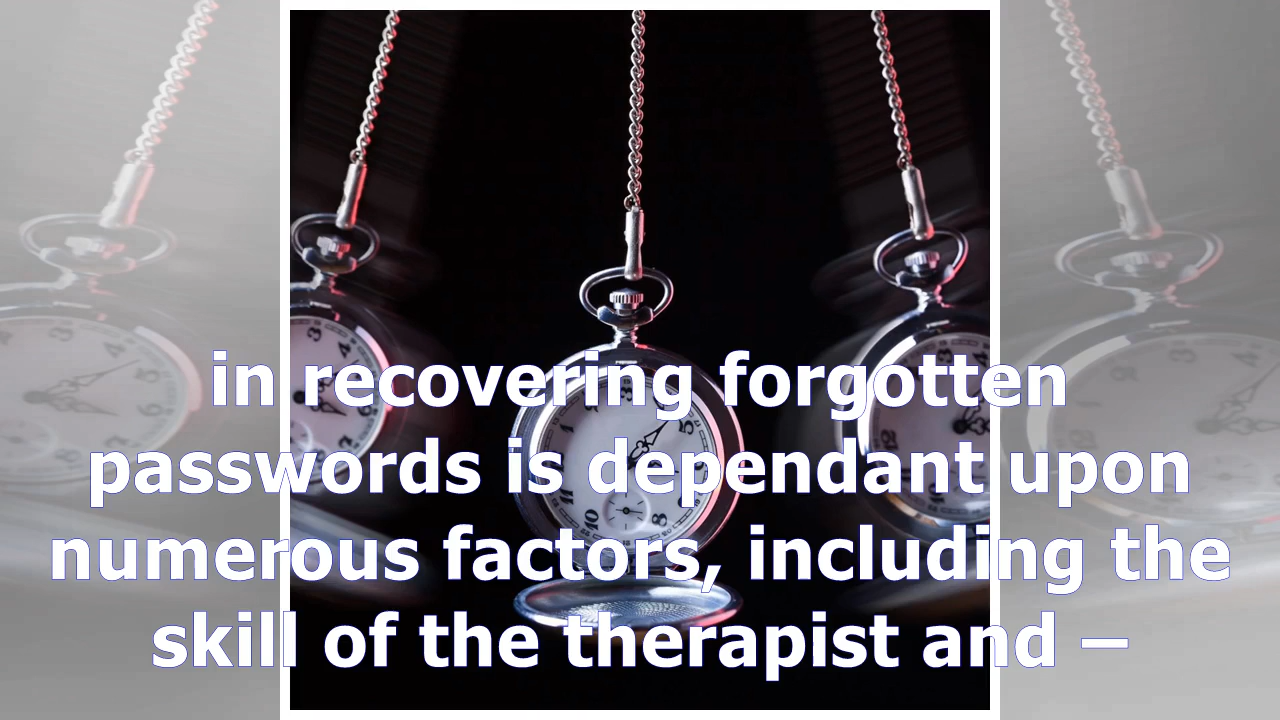 in recovering forgotten
passwords is dependant upon
numerous factors, including the
skill of the therapist and –